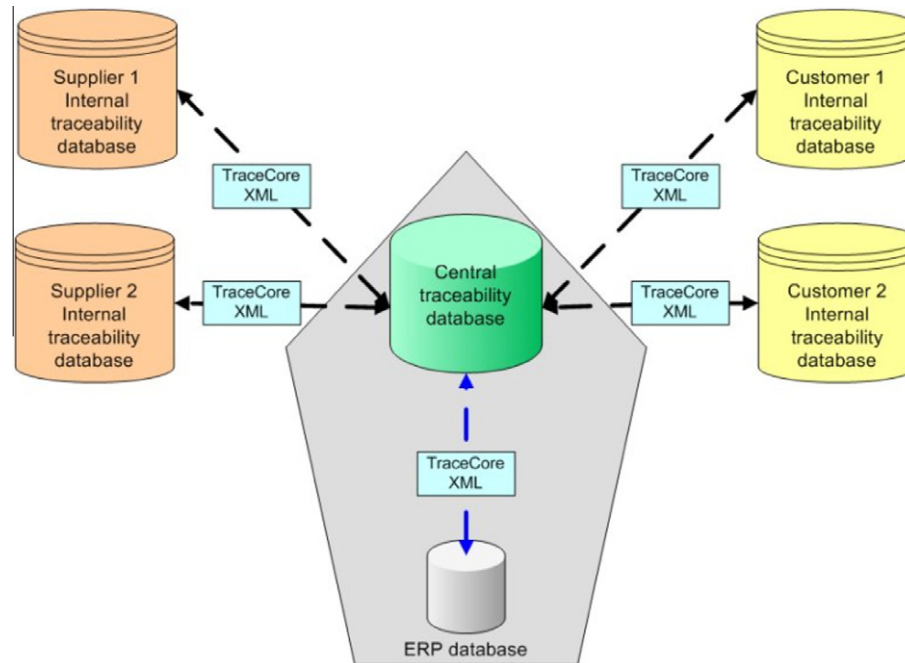 Supplier 1
Internal
traceability
database
Customer 1
Internal
traceability
database
TraceCore
XML
TraceCore
XML
Supplier 2
Internal
traceability
database
TraceCore
XML
Central
traceability
database
TraceCore
XML
Customer 2
Internal
traceability
database
TraceCore
XML
ERP database